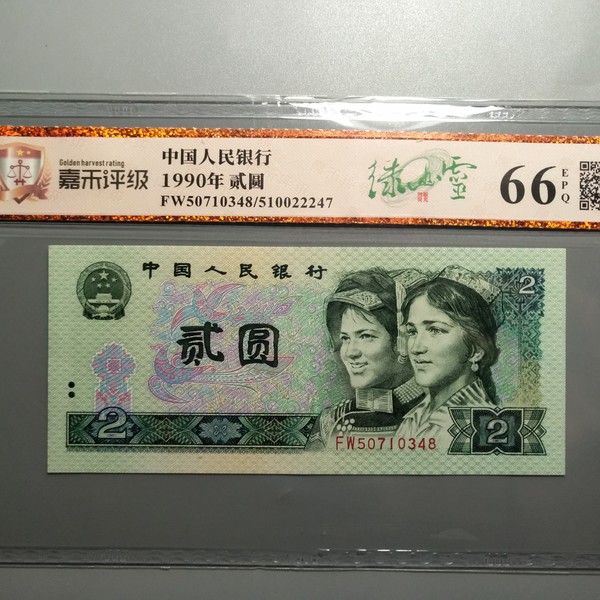 Golden harvest rating
嘉禾评级
中国人民银行
1990年 贰圆
FW50710348/510022247
绿幽靈
66
EPQ
中国人民银行
2
贰圆
2
FW50710348
2